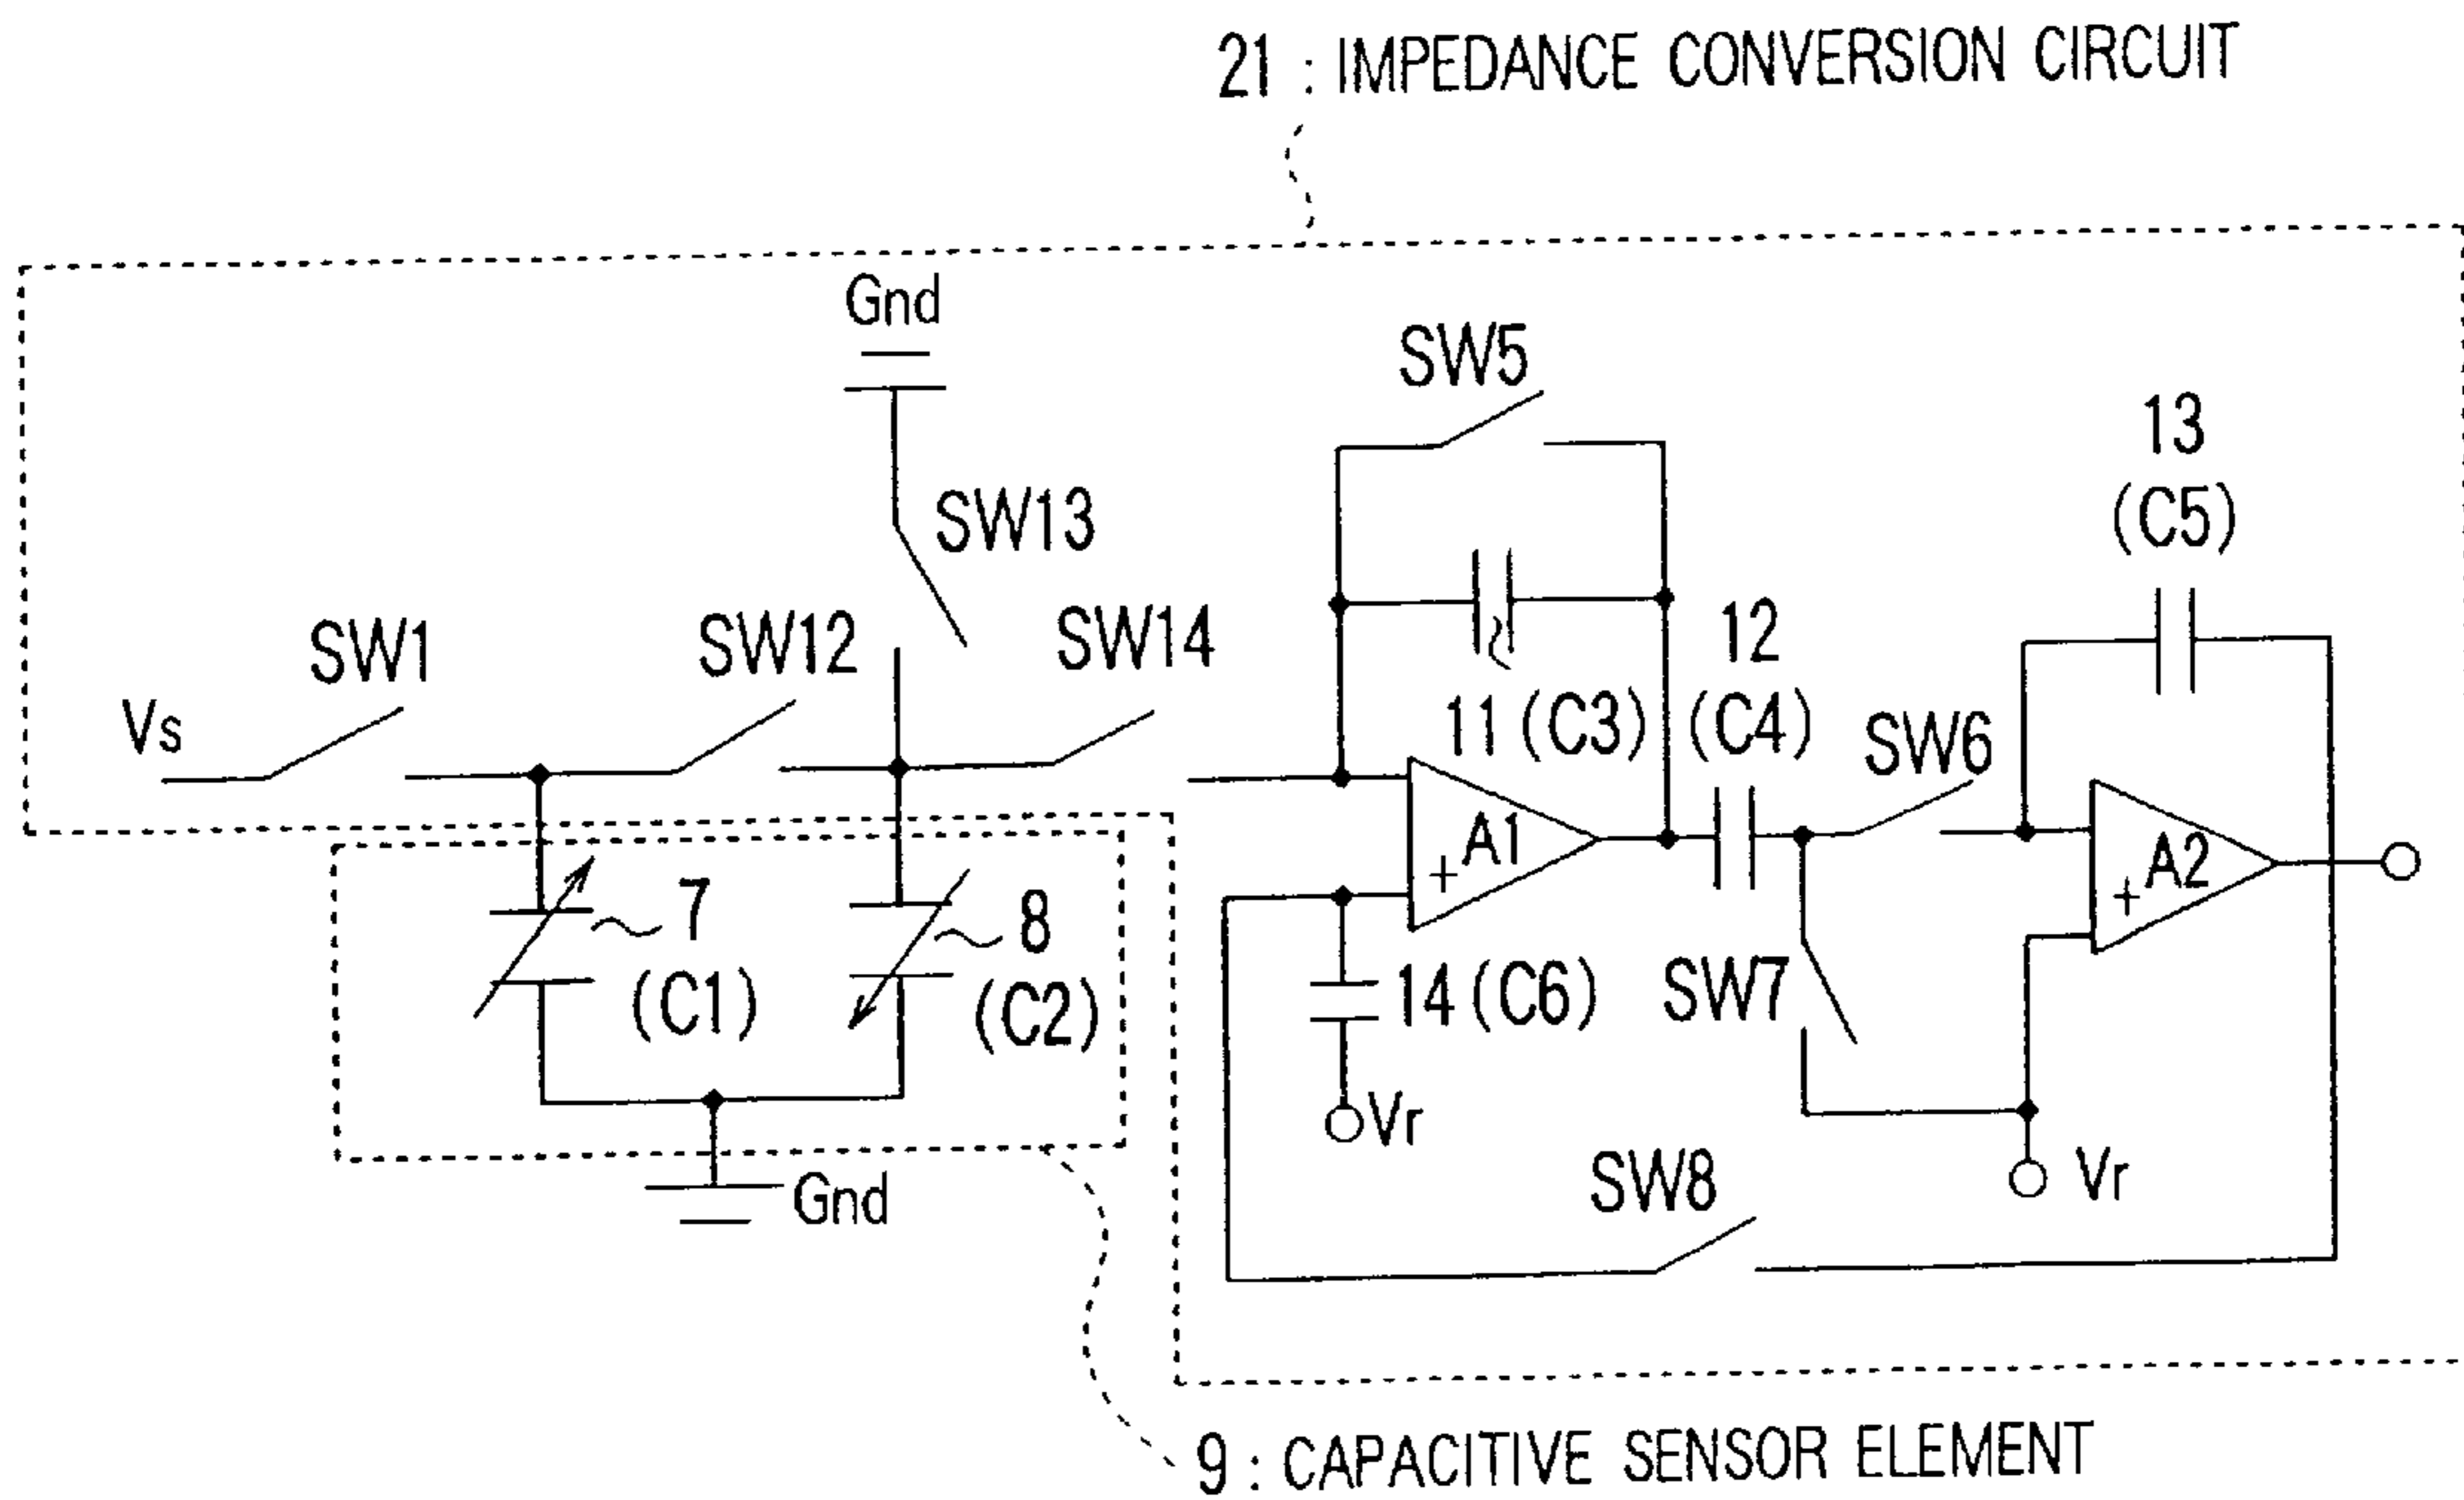 21 : IMPEDANCE CONVERSION CIRCUIT
Gnd
SW5
13
(C5)
SW13
SW1
SW12
SW14
12
(C4)
Vs
11 (C3)
SW6
A1
+
A2
+
7
(C1)
8
(C2)
14 (C6)
SW7
Vr
Vr
SW8
Gnd
9 : CAPACITIVE SENSOR ELEMENT